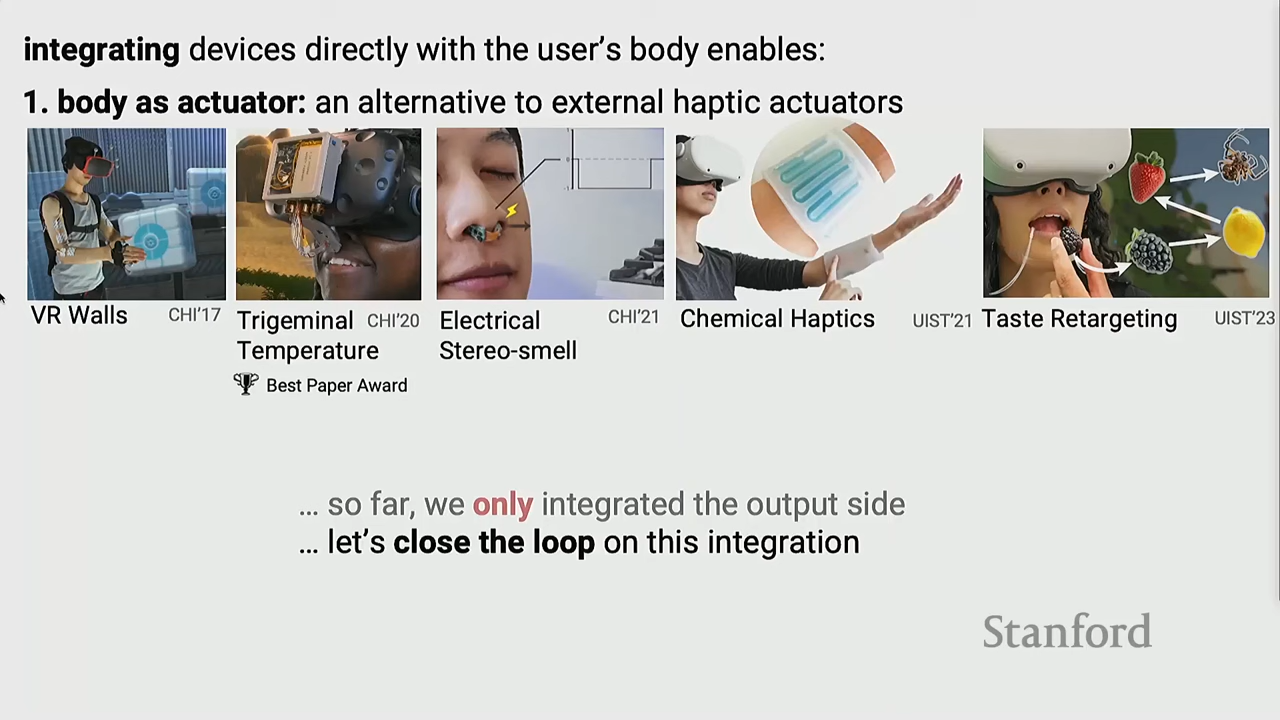 integrating devices directly with the user's body enables:
1. body as actuator: an alternative to external haptic actuators
VR Walls CHI'17
Trigeminal Temperature CHI'20
Best Paper Award
Electrical Stereo-smell CHI'21
Chemical Haptics UIST'21
Taste Retargeting UIST'23
... so far, we only integrated the output side
... let's close the loop on this integration
Stanford